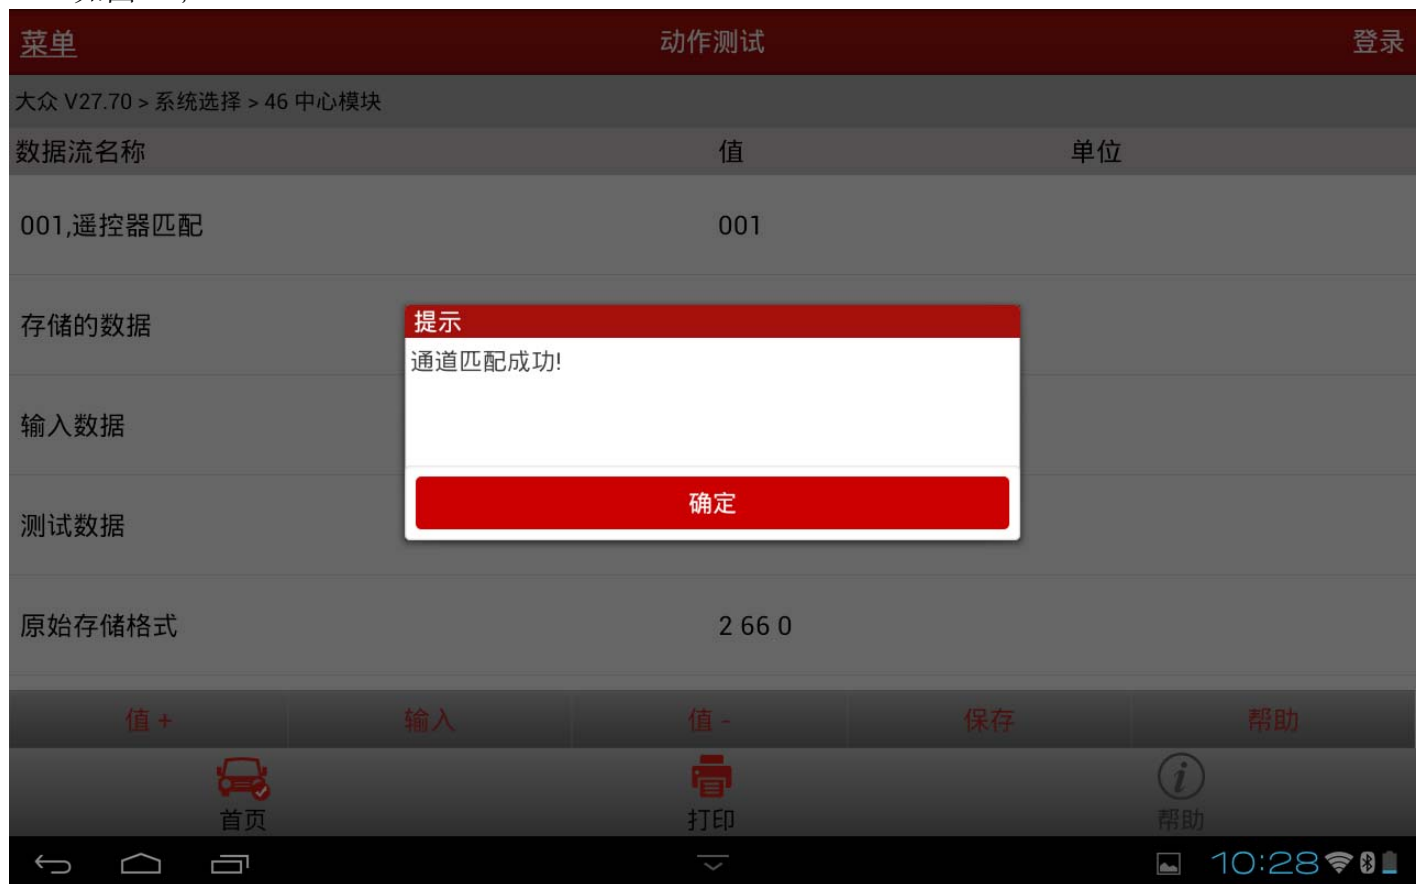 菜单 动作测试 登录
大众 V27.70 > 系统选择 > 46 中心模块
数据流名称 值 单位
001,遥控器匹配 001
存储的数据
提示
通道匹配成功!
输入数据
确定
测试数据
原始存储格式 2 66 0
值 + 输入 值 - 保存 帮助
首页 打印 帮助
10:28